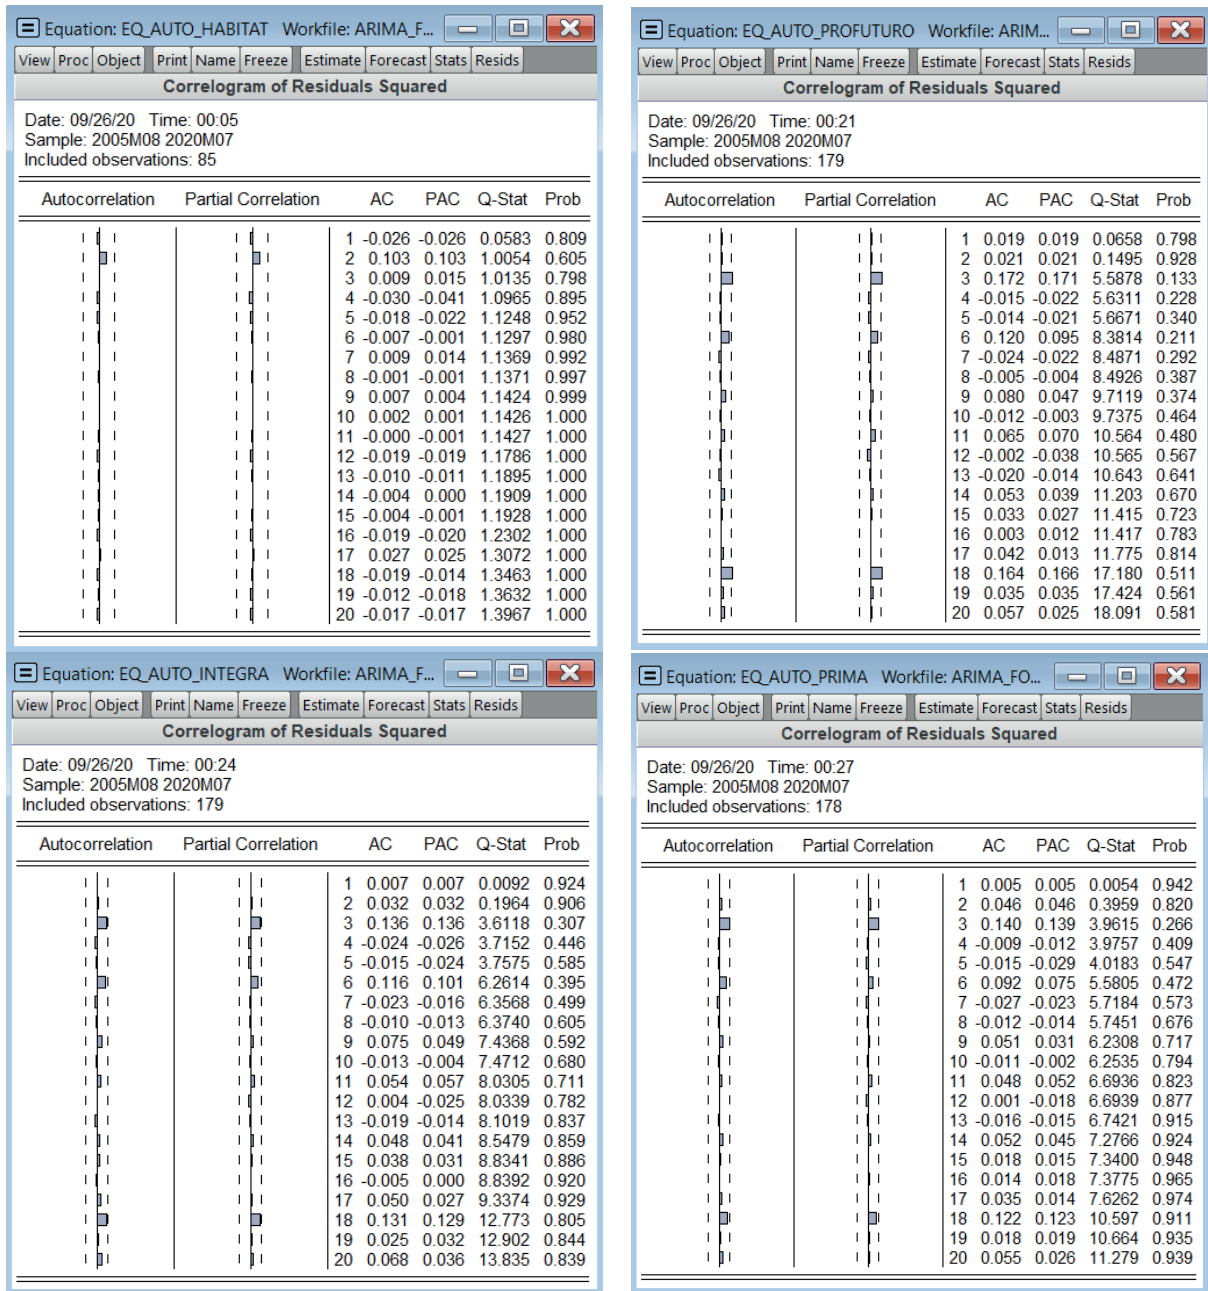 Equation: EQ_AUTO_HABITAT Workfile: ARIMA_F...
View Proc Object Print Name Freeze Estimate Forecast Stats Resids
Correlogram of Residuals Squared
Date: 09/26/20 Time: 00:05
Sample: 2005M08 2020M07
Included observations: 85
Autocorrelation Partial Correlation AC PAC Q-Stat Prob
1 -0.026 -0.026 0.0583 0.809
2 0.103 0.103 1.0054 0.605
3 0.009 0.015 1.0135 0.798
4 -0.030 -0.041 1.0965 0.895
5 -0.018 -0.022 1.1248 0.952
6 -0.007 -0.001 1.1297 0.980
7 0.009 0.014 1.1369 0.992
8 -0.001 -0.001 1.1371 0.997
9 0.007 0.004 1.1424 0.999
10 0.002 0.001 1.1426 1.000
11 -0.000 -0.001 1.1427 1.000
12 -0.019 -0.019 1.1786 1.000
13 -0.010 -0.011 1.1895 1.000
14 -0.004 0.000 1.1909 1.000
15 -0.004 -0.001 1.1928 1.000
16 -0.019 -0.020 1.2302 1.000
17 0.027 0.025 1.3072 1.000
18 -0.019 -0.014 1.3463 1.000
19 -0.012 -0.018 1.3632 1.000
20 -0.017 -0.017 1.3967 1.000
Equation: EQ_AUTO_PROFUTURO Workfile: ARIM...
View Proc Object Print Name Freeze Estimate Forecast Stats Resids
Correlogram of Residuals Squared
Date: 09/26/20 Time: 00:21
Sample: 2005M08 2020M07
Included observations: 179
Autocorrelation Partial Correlation AC PAC Q-Stat Prob
1 0.019 0.019 0.0658 0.798
2 0.021 0.021 0.1495 0.928
3 0.172 0.171 5.5878 0.133
4 -0.015 -0.022 5.6311 0.228
5 -0.014 -0.021 5.6671 0.340
6 0.120 0.095 8.3814 0.211
7 -0.024 -0.022 8.4871 0.292
8 -0.005 -0.004 8.4926 0.387
9 0.080 0.047 9.7119 0.374
10 -0.012 -0.003 9.7375 0.464
11 0.065 0.070 10.564 0.480
12 -0.002 -0.038 10.565 0.567
13 -0.020 -0.014 10.643 0.641
14 0.053 0.039 11.203 0.670
15 0.033 0.027 11.415 0.723
16 0.003 0.012 11.417 0.783
17 0.042 0.013 11.775 0.814
18 0.164 0.166 17.180 0.511
19 0.035 0.035 17.424 0.561
20 0.057 0.025 18.091 0.581
Equation: EQ_AUTO_INTEGRA Workfile: ARIMA_F...
View Proc Object Print Name Freeze Estimate Forecast Stats Resids
Correlogram of Residuals Squared
Date: 09/26/20 Time: 00:24
Sample: 2005M08 2020M07
Included observations: 179
Autocorrelation Partial Correlation AC PAC Q-Stat Prob
1 0.007 0.007 0.0092 0.924
2 0.032 0.032 0.1964 0.906
3 0.136 0.136 3.6118 0.307
4 -0.024 -0.026 3.7152 0.446
5 -0.015 -0.024 3.7575 0.585
6 0.116 0.101 6.2614 0.395
7 -0.023 -0.016 6.3568 0.499
8 -0.010 -0.013 6.3740 0.605
9 0.075 0.049 7.4368 0.592
10 -0.013 -0.004 7.4712 0.680
11 0.054 0.057 8.0305 0.711
12 0.004 -0.025 8.0339 0.782
13 -0.019 -0.014 8.1019 0.837
14 0.048 0.041 8.5479 0.859
15 0.038 0.031 8.8341 0.886
16 -0.005 0.000 8.8392 0.920
17 0.050 0.027 9.3374 0.929
18 0.131 0.129 12.773 0.805
19 0.025 0.032 12.902 0.844
20 0.068 0.036 13.835 0.839
Equation: EQ_AUTO_PRIMA Workfile: ARIMA_FO...
View Proc Object Print Name Freeze Estimate Forecast Stats Resids
Correlogram of Residuals Squared
Date: 09/26/20 Time: 00:27
Sample: 2005M08 2020M07
Included observations: 178
Autocorrelation Partial Correlation AC PAC Q-Stat Prob
1 0.005 0.005 0.0054 0.942
2 0.046 0.046 0.3959 0.820
3 0.140 0.139 3.9615 0.266
4 -0.009 -0.012 3.9757 0.409
5 -0.015 -0.029 4.0183 0.547
6 0.092 0.075 5.5805 0.472
7 -0.027 -0.023 5.7184 0.573
8 -0.012 -0.014 5.7451 0.676
9 0.051 0.031 6.2308 0.717
10 -0.011 -0.002 6.2535 0.794
11 0.048 0.052 6.6936 0.823
12 0.001 -0.018 6.6939 0.877
13 -0.016 -0.015 6.7421 0.915
14 0.052 0.045 7.2766 0.924
15 0.018 0.015 7.3400 0.948
16 0.014 0.018 7.3775 0.965
17 0.035 0.014 7.6262 0.974
18 0.122 0.123 10.597 0.911
19 0.018 0.019 10.664 0.935
20 0.055 0.026 11.279 0.939